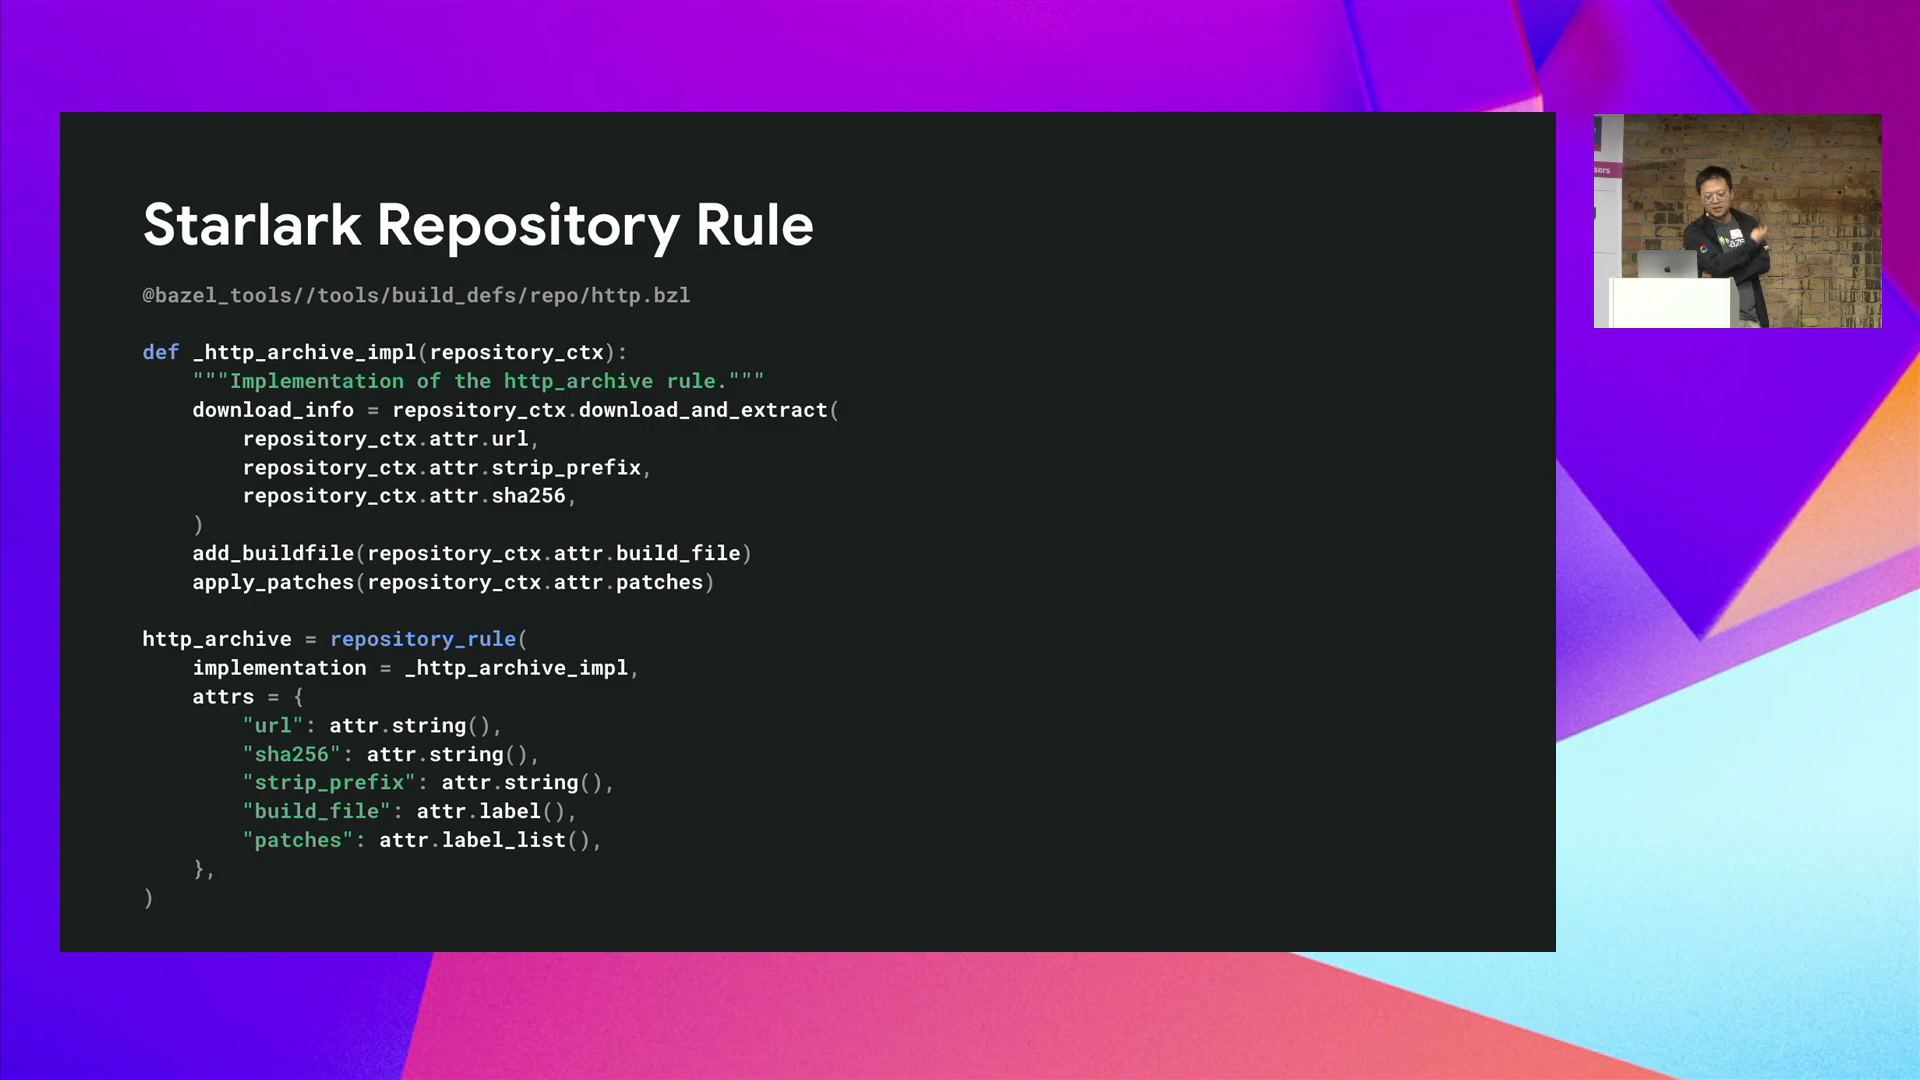 Starlark Repository Rule
@bazel_tools//tools/build_defs/repo/http.bzl
def _http_archive_impl(repository_ctx):
    """Implementation of the http_archive rule."""
    download_info = repository_ctx.download_and_extract(
        repository_ctx.attr.url,
        repository_ctx.attr.strip_prefix,
        repository_ctx.attr.sha256,
    )
    add_buildfile(repository_ctx.attr.build_file)
    apply_patches(repository_ctx.attr.patches)
http_archive = repository_rule(
    implementation = _http_archive_impl,
    attrs = {
        "url": attr.string(),
        "sha256": attr.string(),
        "strip_prefix": attr.string(),
        "build_file": attr.label(),
        "patches": attr.label_list(),
    },
)